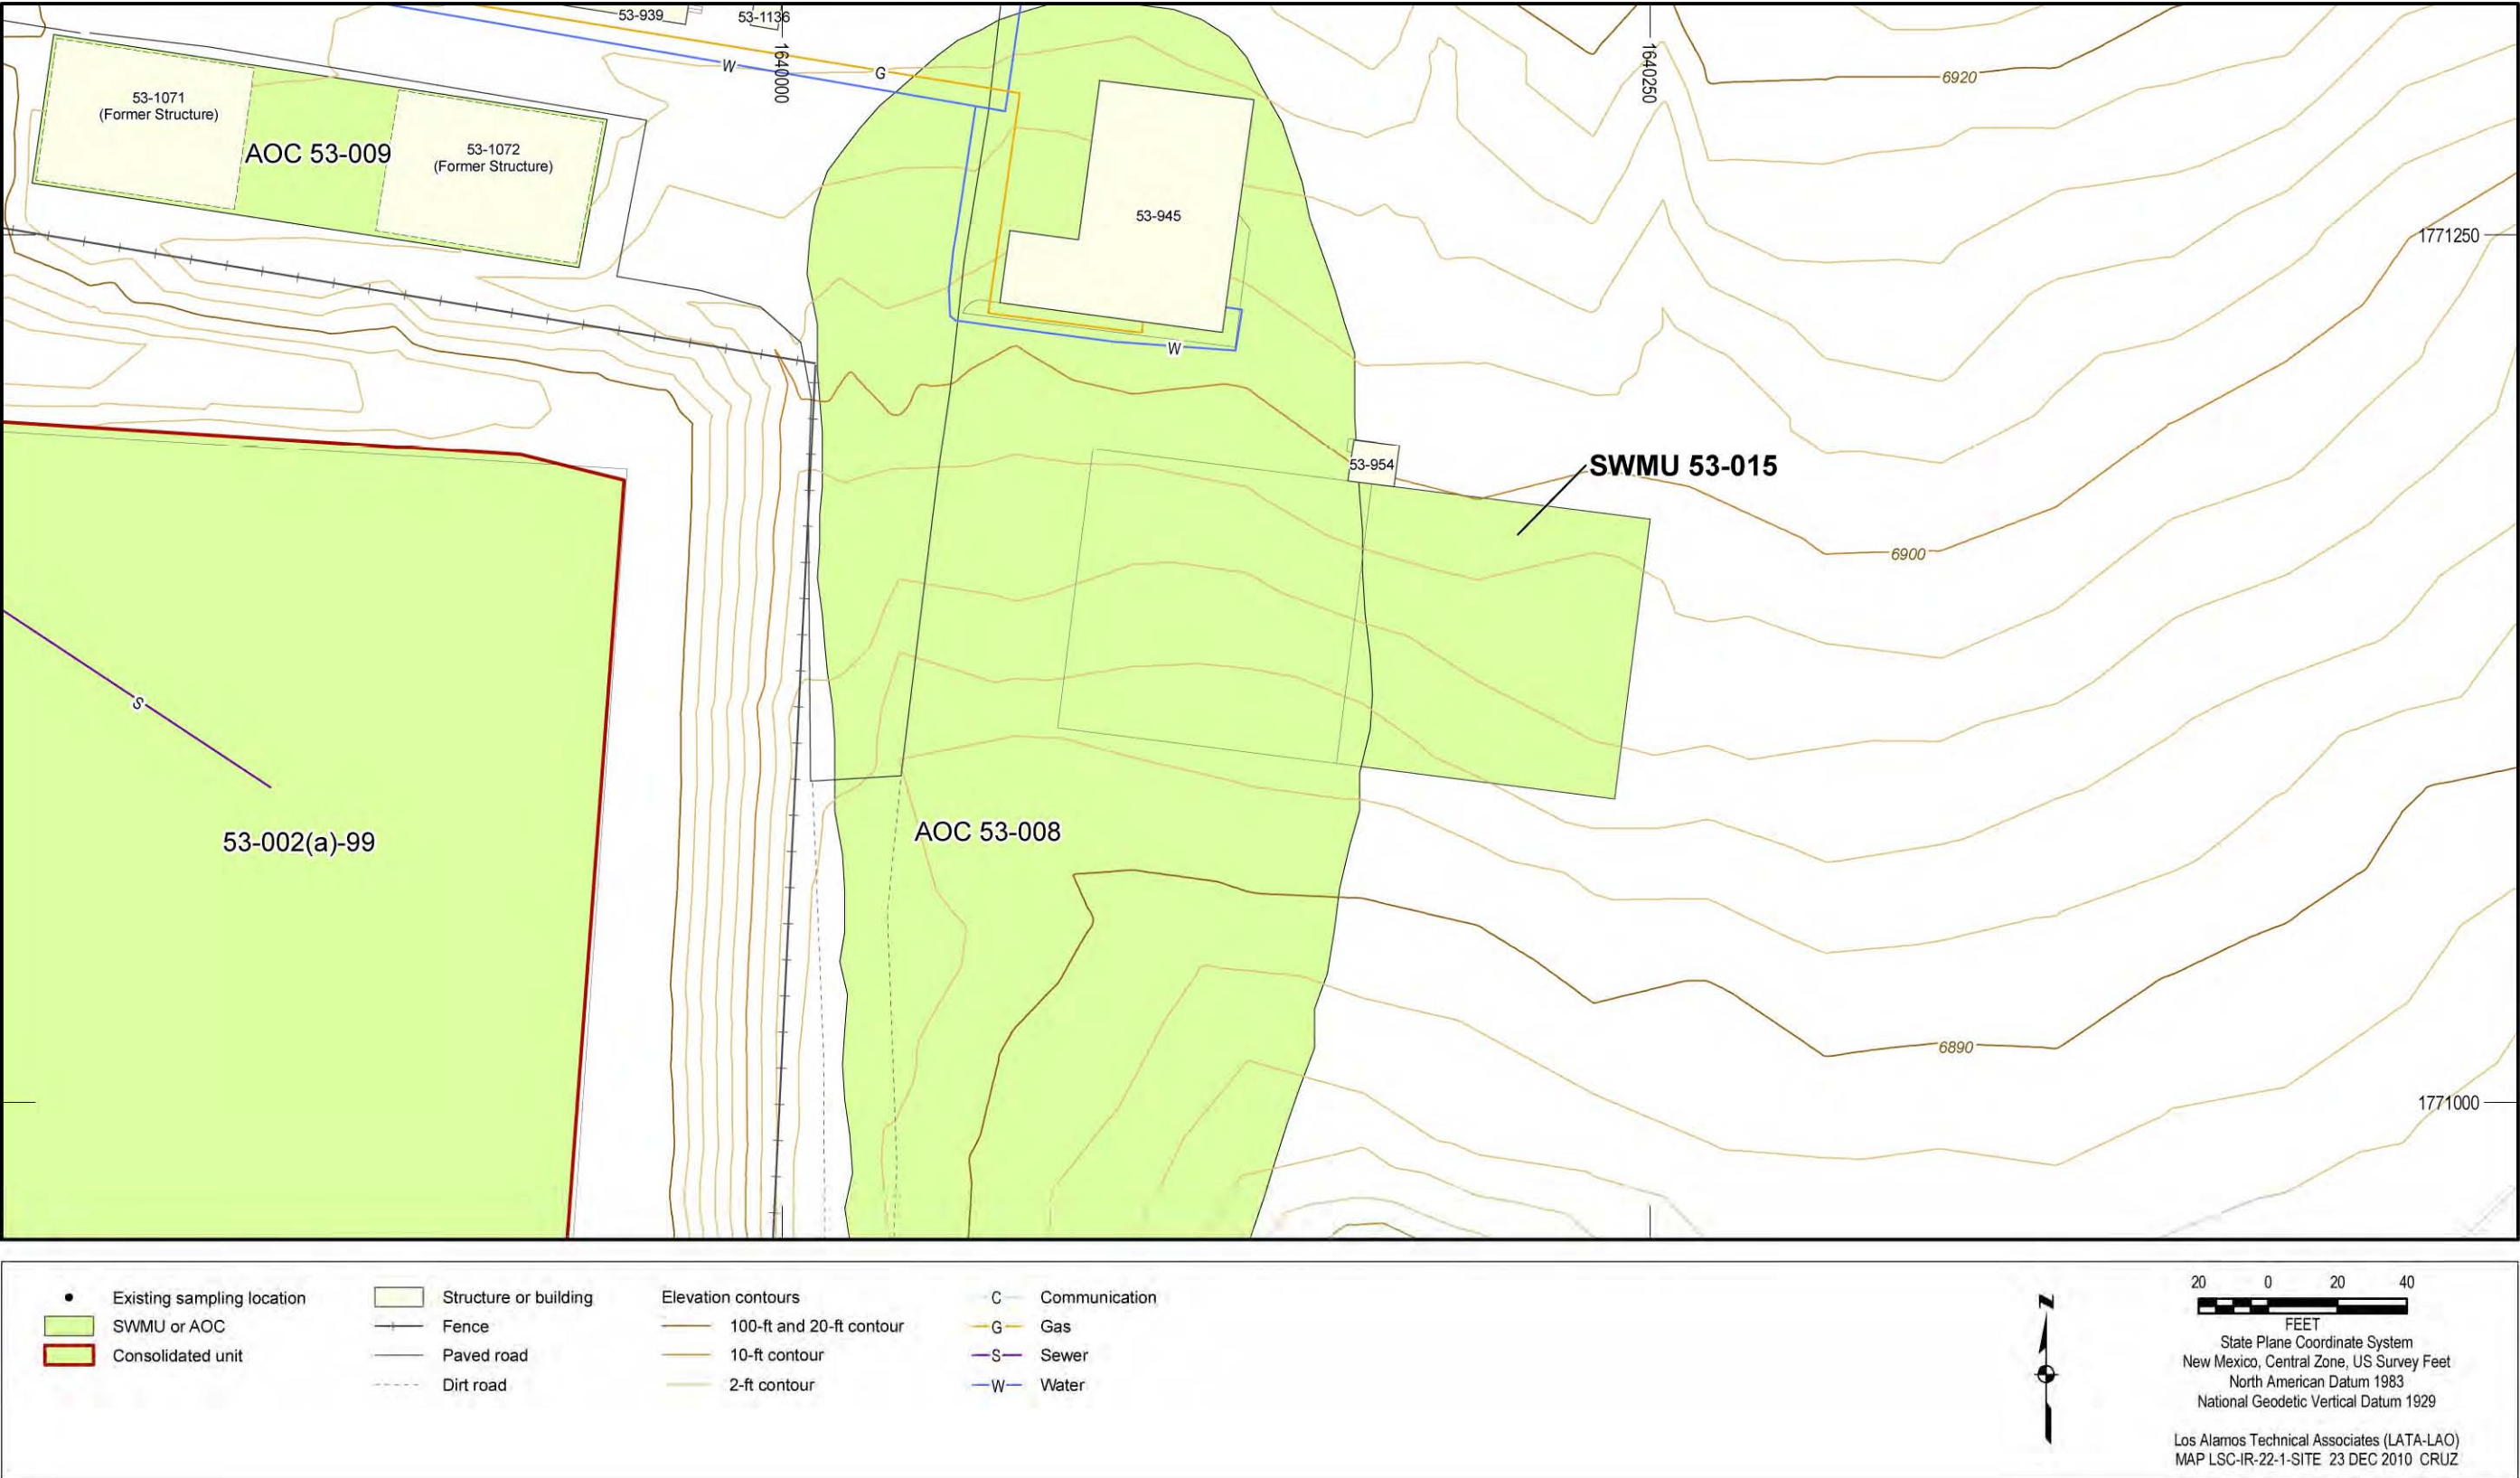 53-939
53-1136
W
G
1640000
1640250
6920
53-1071
(Former Structure)
AOC 53-009
53-1072
(Former Structure)
53-945
1771250
W
53-954
SWMU 53-015
6900
S
53-002(a)-99
AOC 53-008
6890
1771000
Existing sampling location
SWMU or AOC
Consolidated unit
Structure or building
Fence
Paved road
Dirt road
Elevation contours
100-ft and 20-ft contour
10-ft contour
2-ft contour
C Communication
G Gas
S Sewer
W Water
N
20 0 20 40
FEET
State Plane Coordinate System
New Mexico, Central Zone, US Survey Feet
North American Datum 1983
National Geodetic Vertical Datum 1929
Los Alamos Technical Associates (LATA-LAO)
MAP LSC-IR-22-1-SITE 23 DEC 2010 CRUZ